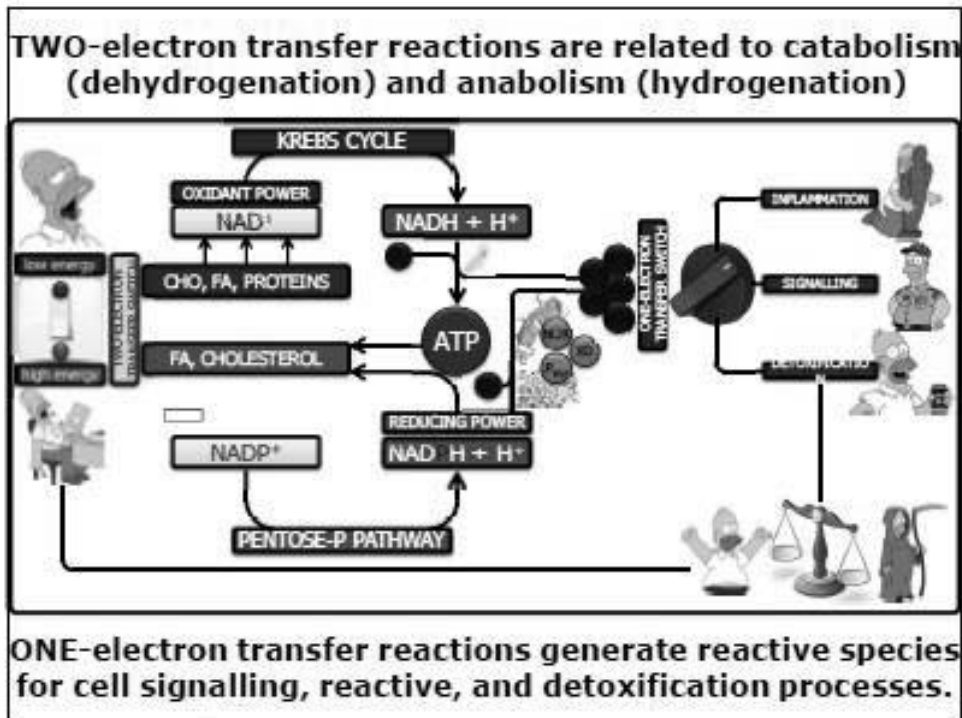 TWO-electron transfer reactions are related to catabolism
(dehydrogenation) and anabolism (hydrogenation)
KREBS CYCLE
OXIDANT POWER
NAD⁺
NADH + H⁺
INFLAMMATION
low energy
CHO, FA, PROTEINS
ONE-ELECTRON
TRANSFER SWITCH
SIGNALLING
ATP
FA, CHOLESTEROL
high energy
DETOXIFICATIO
N
REDUCING POWER
NADP⁺
NADPH + H⁺
PENTOSE-P PATHWAY
ONE-electron transfer reactions generate reactive species
for cell signalling, reactive, and detoxification processes.